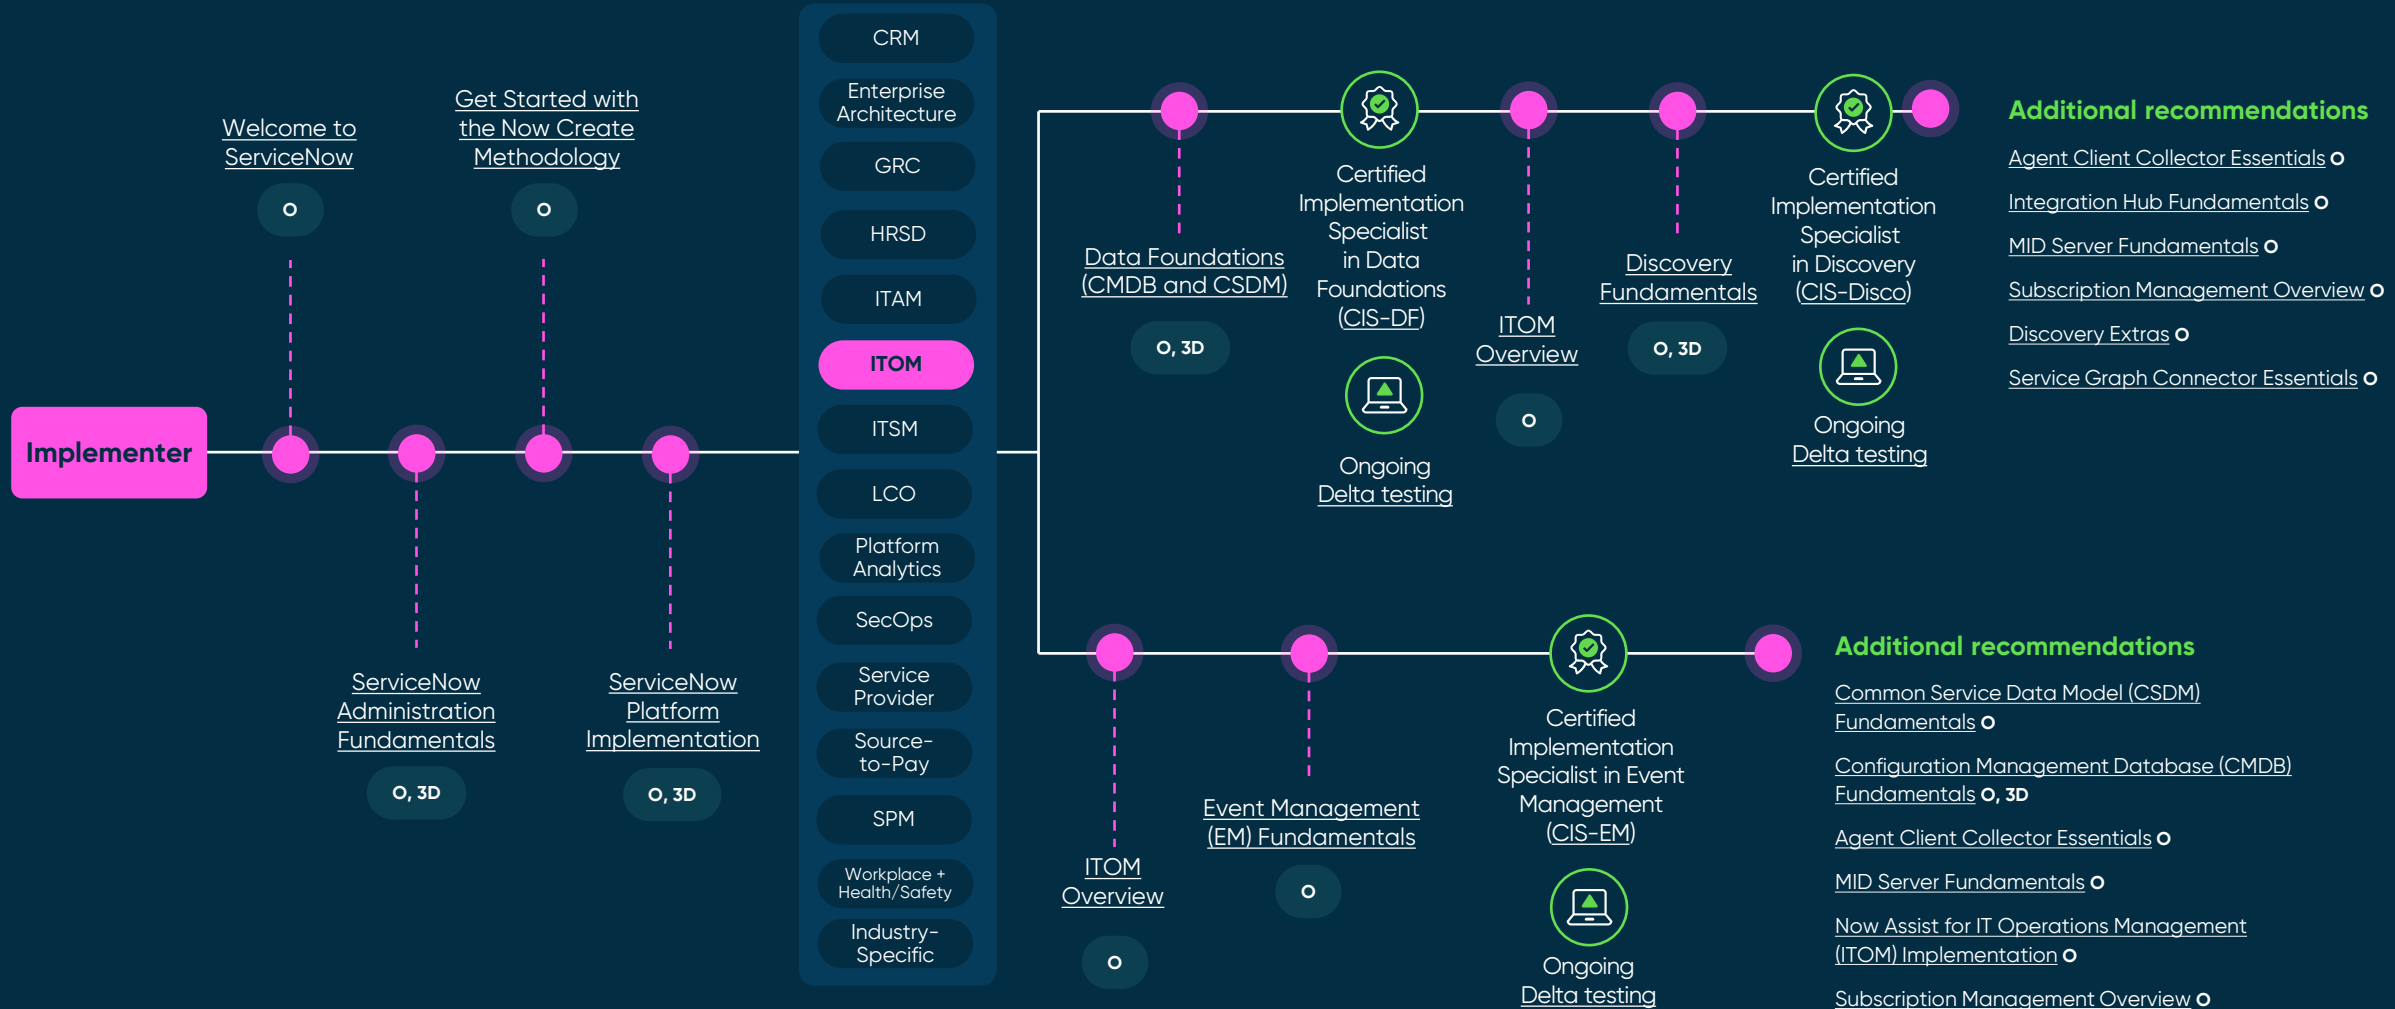 Implementer
Welcome to
ServiceNow
O
ServiceNow
Administration
Fundamentals
O, 3D
Get Started with
the Now Create
Methodology
O
ServiceNow
Platform
Implementation
O, 3D
CRM
Enterprise
Architecture
GRC
HRSD
ITAM
ITOM
ITSM
LCO
Platform
Analytics
SecOps
Service
Provider
Source-
to-Pay
SPM
Workplace +
Health/Safety
Industry-
Specific
Data Foundations
(CMDB and CSDM)
O, 3D
Certified
Implementation
Specialist
in Data
Foundations
(CIS-DF)
Ongoing
Delta testing
ITOM
Overview
O
Discovery
Fundamentals
O, 3D
Certified
Implementation
Specialist
in Discovery
(CIS-Disco)
Ongoing
Delta testing
Additional recommendations
Agent Client Collector Essentials O
Integration Hub Fundamentals O
MID Server Fundamentals O
Subscription Management Overview O
Discovery Extras O
Service Graph Connector Essentials O
ITOM
Overview
O
Event Management
(EM) Fundamentals
O
Certified
Implementation
Specialist in Event
Management
(CIS-EM)
Ongoing
Delta testing
Additional recommendations
Common Service Data Model (CSDM)
Fundamentals O
Configuration Management Database (CMDB)
Fundamentals O, 3D
Agent Client Collector Essentials O
MID Server Fundamentals O
Now Assist for IT Operations Management
(ITOM) Implementation O
Subscription Management Overview O